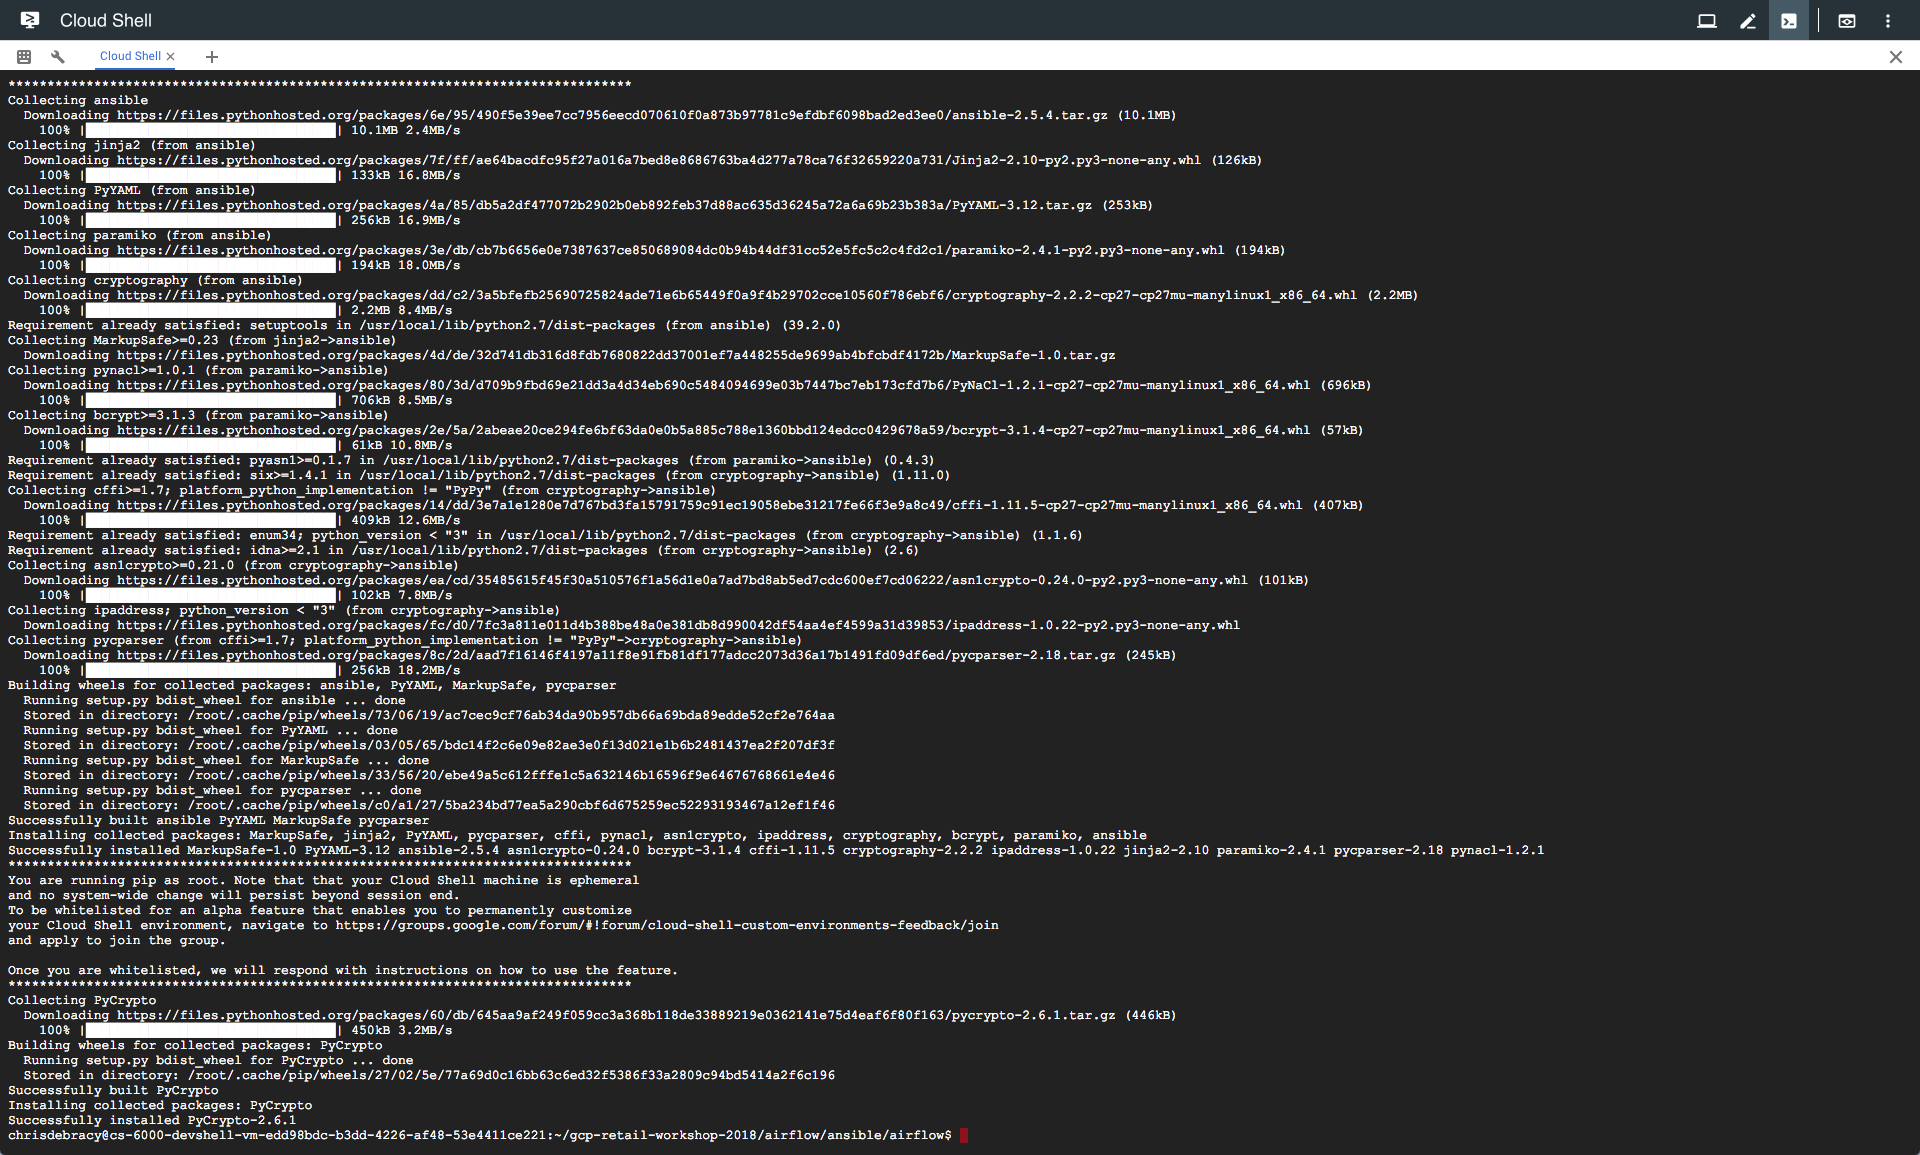 Cloud Shell
Cloud Shell
********************************************************************************
Collecting ansible
  Downloading https://files.pythonhosted.org/packages/6e/95/490f5e39ee7cc7956eecd070610f0a873b97781c9efdbf6098bad2ed3ee0/ansible-2.5.4.tar.gz (10.1MB)
    100% |████████████████████████████████| 10.1MB 2.4MB/s
Collecting jinja2 (from ansible)
  Downloading https://files.pythonhosted.org/packages/7f/ff/ae64bacdfc95f27a016a7bed8e8686763ba4d277a78ca76f32659220a731/Jinja2-2.10-py2.py3-none-any.whl (126kB)
    100% |████████████████████████████████| 133kB 16.8MB/s
Collecting PyYAML (from ansible)
  Downloading https://files.pythonhosted.org/packages/4a/85/db5a2df477072b2902b0eb892feb37d88ac635d36245a72a6a69b23b383a/PyYAML-3.12.tar.gz (253kB)
    100% |████████████████████████████████| 256kB 16.9MB/s
Collecting paramiko (from ansible)
  Downloading https://files.pythonhosted.org/packages/3e/db/cb7b6656e0e7387637ce850689084dc0b94b44df31cc52e5fc5c2c4fd2c1/paramiko-2.4.1-py2.py3-none-any.whl (194kB)
    100% |████████████████████████████████| 194kB 18.0MB/s
Collecting cryptography (from ansible)
  Downloading https://files.pythonhosted.org/packages/dd/c2/3a5bfefb25690725824ade71e6b65449f0a9f4b29702cce10560f786ebf6/cryptography-2.2.2-cp27-cp27mu-manylinux1_x86_64.whl (2.2MB)
    100% |████████████████████████████████| 2.2MB 8.4MB/s
Requirement already satisfied: setuptools in /usr/local/lib/python2.7/dist-packages (from ansible) (39.2.0)
Collecting MarkupSafe>=0.23 (from jinja2->ansible)
  Downloading https://files.pythonhosted.org/packages/4d/de/32d741db316d8fdb7680822dd37001ef7a448255de9699ab4bfcbdf4172b/MarkupSafe-1.0.tar.gz
Collecting pynacl>=1.0.1 (from paramiko->ansible)
  Downloading https://files.pythonhosted.org/packages/80/3d/d709b9fbd69e21dd3a4d34eb690c5484094699e03b7447bc7eb173cfd7b6/PyNaCl-1.2.1-cp27-cp27mu-manylinux1_x86_64.whl (696kB)
    100% |████████████████████████████████| 706kB 8.5MB/s
Collecting bcrypt>=3.1.3 (from paramiko->ansible)
  Downloading https://files.pythonhosted.org/packages/2e/5a/2abeae20ce294fe6bf63da0e0b5a885c788e1360bbd124edcc0429678a59/bcrypt-3.1.4-cp27-cp27mu-manylinux1_x86_64.whl (57kB)
    100% |████████████████████████████████| 61kB 10.8MB/s
Requirement already satisfied: pyasn1>=0.1.7 in /usr/local/lib/python2.7/dist-packages (from paramiko->ansible) (0.4.3)
Requirement already satisfied: six>=1.4.1 in /usr/local/lib/python2.7/dist-packages (from cryptography->ansible) (1.11.0)
Collecting cffi>=1.7; platform_python_implementation != "PyPy" (from cryptography->ansible)
  Downloading https://files.pythonhosted.org/packages/14/dd/3e7a1e1280e7d767bd3fa15791759c91ec19058ebe31217fe66f3e9a8c49/cffi-1.11.5-cp27-cp27mu-manylinux1_x86_64.whl (407kB)
    100% |████████████████████████████████| 409kB 12.6MB/s
Requirement already satisfied: enum34; python_version < "3" in /usr/local/lib/python2.7/dist-packages (from cryptography->ansible) (1.1.6)
Requirement already satisfied: idna>=2.1 in /usr/local/lib/python2.7/dist-packages (from cryptography->ansible) (2.6)
Collecting asn1crypto>=0.21.0 (from cryptography->ansible)
  Downloading https://files.pythonhosted.org/packages/ea/cd/35485615f45f30a510576f1a56d1e0a7ad7bd8ab5ed7cdc600ef7cd06222/asn1crypto-0.24.0-py2.py3-none-any.whl (101kB)
    100% |████████████████████████████████| 102kB 7.8MB/s
Collecting ipaddress; python_version < "3" (from cryptography->ansible)
  Downloading https://files.pythonhosted.org/packages/fc/d0/7fc3a811e011d4b388be48a0e381db8d990042df54aa4ef4599a31d39853/ipaddress-1.0.22-py2.py3-none-any.whl
Collecting pycparser (from cffi>=1.7; platform_python_implementation != "PyPy"->cryptography->ansible)
  Downloading https://files.pythonhosted.org/packages/8c/2d/aad7f16146f4197a11f8e91fb81df177adcc2073d36a17b1491fd09df6ed/pycparser-2.18.tar.gz (245kB)
    100% |████████████████████████████████| 256kB 18.2MB/s
Building wheels for collected packages: ansible, PyYAML, MarkupSafe, pycparser
  Running setup.py bdist_wheel for ansible ... done
  Stored in directory: /root/.cache/pip/wheels/73/06/19/ac7cec9cf76ab34da90b957db66a69bda89edde52cf2e764aa
  Running setup.py bdist_wheel for PyYAML ... done
  Stored in directory: /root/.cache/pip/wheels/03/05/65/bdc14f2c6e09e82ae3e0f13d021e1b6b2481437ea2f207df3f
  Running setup.py bdist_wheel for MarkupSafe ... done
  Stored in directory: /root/.cache/pip/wheels/33/56/20/ebe49a5c612fffe1c5a632146b16596f9e64676768661e4e46
  Running setup.py bdist_wheel for pycparser ... done
  Stored in directory: /root/.cache/pip/wheels/c0/a1/27/5ba234bd77ea5a290cbf6d675259ec52293193467a12ef1f46
Successfully built ansible PyYAML MarkupSafe pycparser
Installing collected packages: MarkupSafe, jinja2, PyYAML, pycparser, cffi, pynacl, asn1crypto, ipaddress, cryptography, bcrypt, paramiko, ansible
Successfully installed MarkupSafe-1.0 PyYAML-3.12 ansible-2.5.4 asn1crypto-0.24.0 bcrypt-3.1.4 cffi-1.11.5 cryptography-2.2.2 ipaddress-1.0.22 jinja2-2.10 paramiko-2.4.1 pycparser-2.18 pynacl-1.2.1
********************************************************************************
You are running pip as root. Note that that your Cloud Shell machine is ephemeral
and no system-wide change will persist beyond session end.
To be whitelisted for an alpha feature that enables you to permanently customize
your Cloud Shell environment, navigate to https://groups.google.com/forum/#!forum/cloud-shell-custom-environments-feedback/join
and apply to join the group.

Once you are whitelisted, we will respond with instructions on how to use the feature.
********************************************************************************
Collecting PyCrypto
  Downloading https://files.pythonhosted.org/packages/60/db/645aa9af249f059cc3a368b118de33889219e0362141e75d4eaf6f80f163/pycrypto-2.6.1.tar.gz (446kB)
    100% |████████████████████████████████| 450kB 3.2MB/s
Building wheels for collected packages: PyCrypto
  Running setup.py bdist_wheel for PyCrypto ... done
  Stored in directory: /root/.cache/pip/wheels/27/02/5e/77a69d0c16bb63c6ed32f5386f33a2809c94bd5414a2f6c196
Successfully built PyCrypto
Installing collected packages: PyCrypto
Successfully installed PyCrypto-2.6.1
chrisdebracy@cs-6000-devshell-vm-edd98bdc-b3dd-4226-af48-53e4411ce221:~/gcp-retail-workshop-2018/airflow/ansible/airflow$